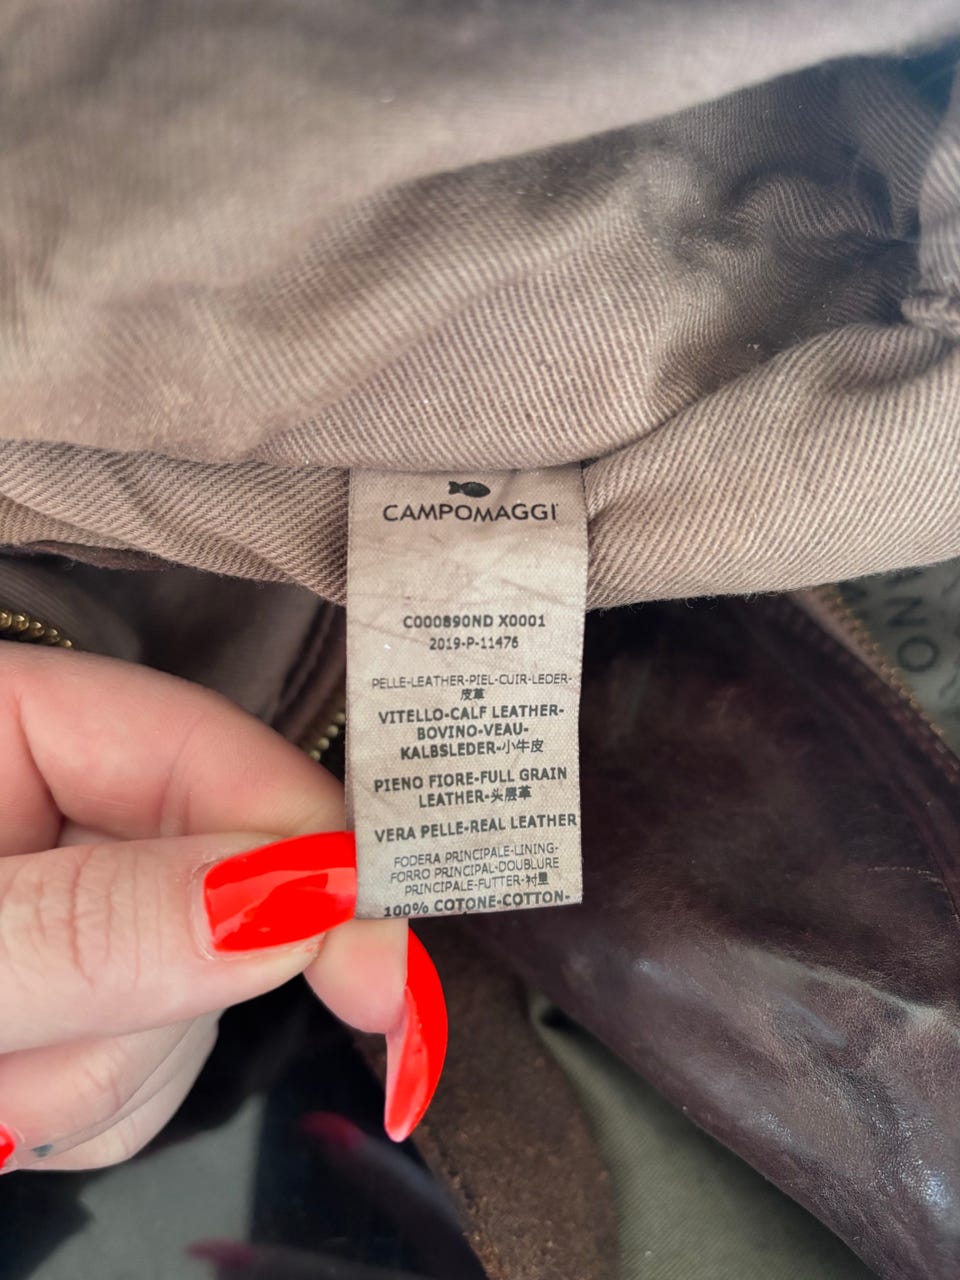 CAMPOMAGGI
C000890ND X0001
2019-P-11476
PELLE-LEATHER-PIEL-CUIR-LEDER-
皮革
VITELLO-CALF LEATHER-
BOVINO-VEAU-
KALBSLEDER-小牛皮
PIENO FIORE-FULL GRAIN
LEATHER-头层革
VERA PELLE-REAL LEATHER
FODERA PRINCIPALE-LINING-
FORRO PRINCIPAL-DOUBLURE
PRINCIPALE-FUTTER-衬里
100% COTONE-COTTON-